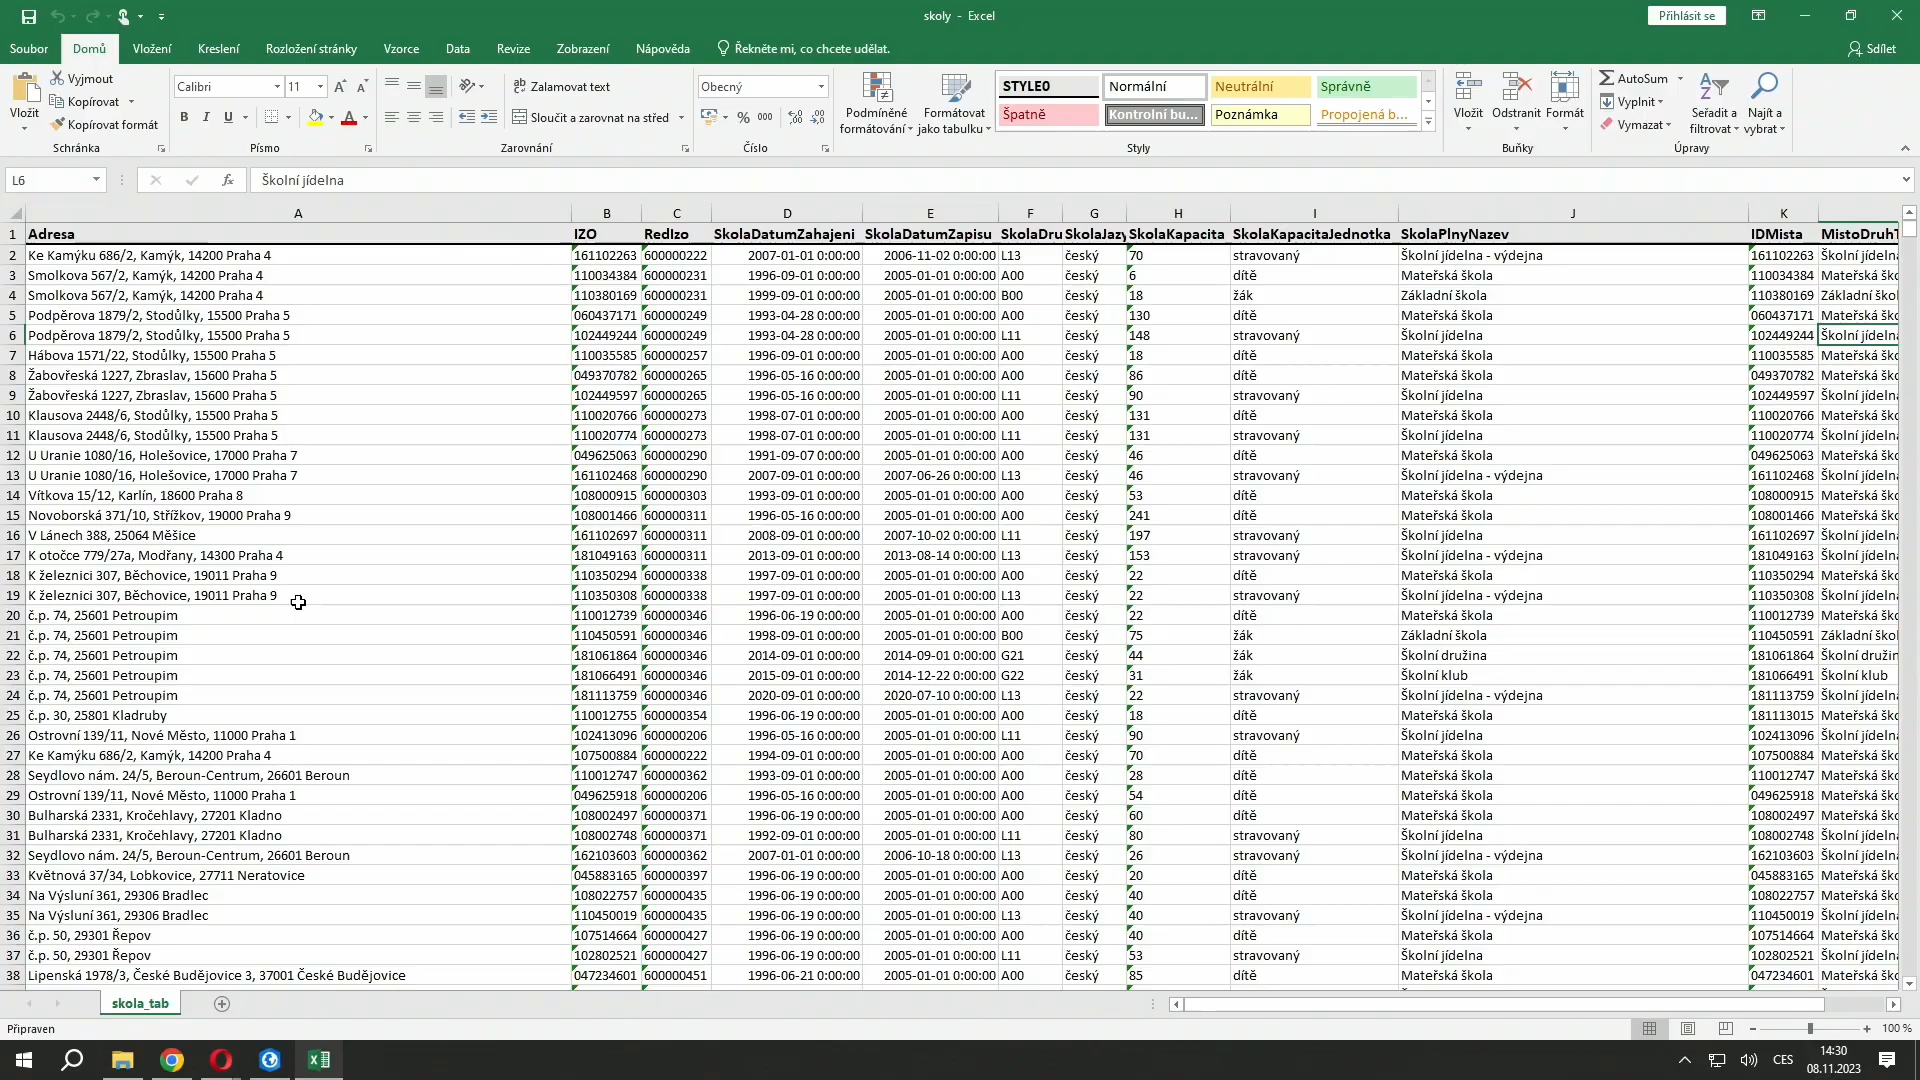 skoly - Excel
Přihlásit se
Soubor Domů Vložení Kreslení Rozložení stránky Vzorce Data Revize Zobrazení Nápověda Řekněte mi, co chcete udělat. Sdílet
Vložit
Vyjmout
Kopírovat
Kopírovat formát
Schránka
Calibri 11
B I U
Písmo
Zalamovat text
Sloučit a zarovnat na střed
Zarovnání
Obecný
% 000
Číslo
Podmíněné formátování
Formátovat jako tabulku
STYLE0 Normální Neutrální Správně
Špatně Kontrolní bu... Poznámka Propojená b...
Styly
Vložit Odstranit Formát
Buňky
AutoSum
Vyplnit
Vymazat
Seřadit a filtrovat
Najít a vybrat
Úpravy
L6 fx Školní jídelna
A B C D E F G H I J K
1 Adresa IZO RedIzo SkolaDatumZahajeni SkolaDatumZapisu SkolaDru SkolaJazy SkolaKapacita SkolaKapacitaJednotka SkolaPlnyNazev IDMista MistoDruhT
2 Ke Kamýku 686/2, Kamýk, 14200 Praha 4 161102263 600000222 2007-01-01 0:00:00 2006-11-02 0:00:00 L13 český 70 stravovaný Školní jídelna - výdejna 161102263 Školní jídeln
3 Smolkova 567/2, Kamýk, 14200 Praha 4 110034384 600000231 1996-09-01 0:00:00 2005-01-01 0:00:00 A00 český 6 dítě Mateřská škola 110034384 Mateřská ško
4 Smolkova 567/2, Kamýk, 14200 Praha 4 110380169 600000231 1999-09-01 0:00:00 2005-01-01 0:00:00 B00 český 18 žák Základní škola 110380169 Základní škol
5 Podpěrova 1879/2, Stodůlky, 15500 Praha 5 060437171 600000249 1993-04-28 0:00:00 2005-01-01 0:00:00 A00 český 130 dítě Mateřská škola 060437171 Mateřská ško
6 Podpěrova 1879/2, Stodůlky, 15500 Praha 5 102449244 600000249 1993-04-28 0:00:00 2005-01-01 0:00:00 L11 český 148 stravovaný Školní jídelna 102449244 Školní jídeln
7 Hábova 1571/22, Stodůlky, 15500 Praha 5 110035585 600000257 1996-09-01 0:00:00 2005-01-01 0:00:00 A00 český 18 dítě Mateřská škola 110035585 Mateřská ško
8 Žabovřeská 1227, Zbraslav, 15600 Praha 5 049370782 600000265 1996-05-16 0:00:00 2005-01-01 0:00:00 A00 český 86 dítě Mateřská škola 049370782 Mateřská ško
9 Žabovřeská 1227, Zbraslav, 15600 Praha 5 102449597 600000265 1996-05-16 0:00:00 2005-01-01 0:00:00 L11 český 90 stravovaný Školní jídelna 102449597 Školní jídeln
10 Klausova 2448/6, Stodůlky, 15500 Praha 5 110020766 600000273 1998-07-01 0:00:00 2005-01-01 0:00:00 A00 český 131 dítě Mateřská škola 110020766 Mateřská ško
11 Klausova 2448/6, Stodůlky, 15500 Praha 5 110020774 600000273 1998-07-01 0:00:00 2005-01-01 0:00:00 L11 český 131 stravovaný Školní jídelna 110020774 Školní jídeln
12 U Uranie 1080/16, Holešovice, 17000 Praha 7 049625063 600000290 1991-09-07 0:00:00 2005-01-01 0:00:00 A00 český 46 dítě Mateřská škola 049625063 Mateřská ško
13 U Uranie 1080/16, Holešovice, 17000 Praha 7 161102468 600000290 2007-09-01 0:00:00 2007-06-26 0:00:00 L13 český 46 stravovaný Školní jídelna - výdejna 161102468 Školní jídeln
14 Vítkova 15/12, Karlín, 18600 Praha 8 108000915 600000303 1993-09-01 0:00:00 2005-01-01 0:00:00 A00 český 53 dítě Mateřská škola 108000915 Mateřská ško
15 Novoborská 371/10, Střížkov, 19000 Praha 9 108001466 600000311 1996-05-16 0:00:00 2005-01-01 0:00:00 A00 český 241 dítě Mateřská škola 108001466 Mateřská ško
16 V Lánech 388, 25064 Měšice 161102697 600000311 2008-09-01 0:00:00 2007-10-02 0:00:00 L11 český 197 stravovaný Školní jídelna 161102697 Školní jídeln
17 K otočce 779/27a, Modřany, 14300 Praha 4 181049163 600000311 2013-09-01 0:00:00 2013-08-14 0:00:00 L13 český 153 stravovaný Školní jídelna - výdejna 181049163 Školní jídeln
18 K železnici 307, Běchovice, 19011 Praha 9 110350294 600000338 1997-09-01 0:00:00 2005-01-01 0:00:00 A00 český 22 dítě Mateřská škola 110350294 Mateřská ško
19 K železnici 307, Běchovice, 19011 Praha 9 110350308 600000338 1997-09-01 0:00:00 2005-01-01 0:00:00 L13 český 22 stravovaný Školní jídelna - výdejna 110350308 Školní jídeln
20 č.p. 74, 25601 Petroupim 110012739 600000346 1996-06-19 0:00:00 2005-01-01 0:00:00 A00 český 22 dítě Mateřská škola 110012739 Mateřská ško
21 č.p. 74, 25601 Petroupim 110450591 600000346 1998-09-01 0:00:00 2005-01-01 0:00:00 B00 český 75 žák Základní škola 110450591 Základní škol
22 č.p. 74, 25601 Petroupim 181061864 600000346 2014-09-01 0:00:00 2014-09-01 0:00:00 G21 český 44 žák Školní družina 181061864 Školní družin
23 č.p. 74, 25601 Petroupim 181066491 600000346 2015-09-01 0:00:00 2014-12-22 0:00:00 G22 český 31 žák Školní klub 181066491 Školní klub
24 č.p. 74, 25601 Petroupim 181113759 600000346 2020-09-01 0:00:00 2020-07-10 0:00:00 L13 český 22 stravovaný Školní jídelna - výdejna 181113759 Školní jídeln
25 č.p. 30, 25801 Kladruby 110012755 600000354 1996-06-19 0:00:00 2005-01-01 0:00:00 A00 český 18 dítě Mateřská škola 181113015 Mateřská ško
26 Ostrovní 139/11, Nové Město, 11000 Praha 1 102413096 600000206 1996-05-16 0:00:00 2005-01-01 0:00:00 L11 český 90 stravovaný Školní jídelna 102413096 Školní jídeln
27 Ke Kamýku 686/2, Kamýk, 14200 Praha 4 107500884 600000222 1994-09-01 0:00:00 2005-01-01 0:00:00 A00 český 70 dítě Mateřská škola 107500884 Mateřská ško
28 Seydlovo nám. 24/5, Beroun-Centrum, 26601 Beroun 110012747 600000362 1993-09-01 0:00:00 2005-01-01 0:00:00 A00 český 28 dítě Mateřská škola 110012747 Mateřská ško
29 Ostrovní 139/11, Nové Město, 11000 Praha 1 049625918 600000206 1996-05-16 0:00:00 2005-01-01 0:00:00 A00 český 54 dítě Mateřská škola 049625918 Mateřská ško
30 Bulharská 2331, Kročehlavy, 27201 Kladno 108002497 600000371 1996-06-19 0:00:00 2005-01-01 0:00:00 A00 český 60 dítě Mateřská škola 108002497 Mateřská ško
31 Bulharská 2331, Kročehlavy, 27201 Kladno 108002748 600000371 1992-09-01 0:00:00 2005-01-01 0:00:00 L11 český 80 stravovaný Školní jídelna 108002748 Školní jídeln
32 Seydlovo nám. 24/5, Beroun-Centrum, 26601 Beroun 162103603 600000362 2007-01-01 0:00:00 2006-10-18 0:00:00 L13 český 26 stravovaný Školní jídelna - výdejna 162103603 Školní jídeln
33 Květnová 37/34, Lobkovice, 27711 Neratovice 045883165 600000397 1996-06-19 0:00:00 2005-01-01 0:00:00 A00 český 20 dítě Mateřská škola 045883165 Mateřská ško
34 Na Výsluní 361, 29306 Bradlec 108022757 600000435 1996-06-19 0:00:00 2005-01-01 0:00:00 A00 český 40 dítě Mateřská škola 108022757 Mateřská ško
35 Na Výsluní 361, 29306 Bradlec 110450019 600000435 1996-06-19 0:00:00 2005-01-01 0:00:00 L13 český 40 stravovaný Školní jídelna - výdejna 110450019 Školní jídeln
36 č.p. 50, 29301 Řepov 107514664 600000427 1996-06-19 0:00:00 2005-01-01 0:00:00 A00 český 40 dítě Mateřská škola 107514664 Mateřská ško
37 č.p. 50, 29301 Řepov 102802521 600000427 1996-06-19 0:00:00 2005-01-01 0:00:00 L11 český 53 stravovaný Školní jídelna 102802521 Školní jídeln
38 Lipenská 1978/3, České Budějovice 3, 37001 České Budějovice 047234601 600000451 1996-06-21 0:00:00 2005-01-01 0:00:00 A00 český 85 dítě Mateřská škola 047234601 Mateřská ško
skola_tab
Připraven 100 %
CES 14:30
08.11.2023